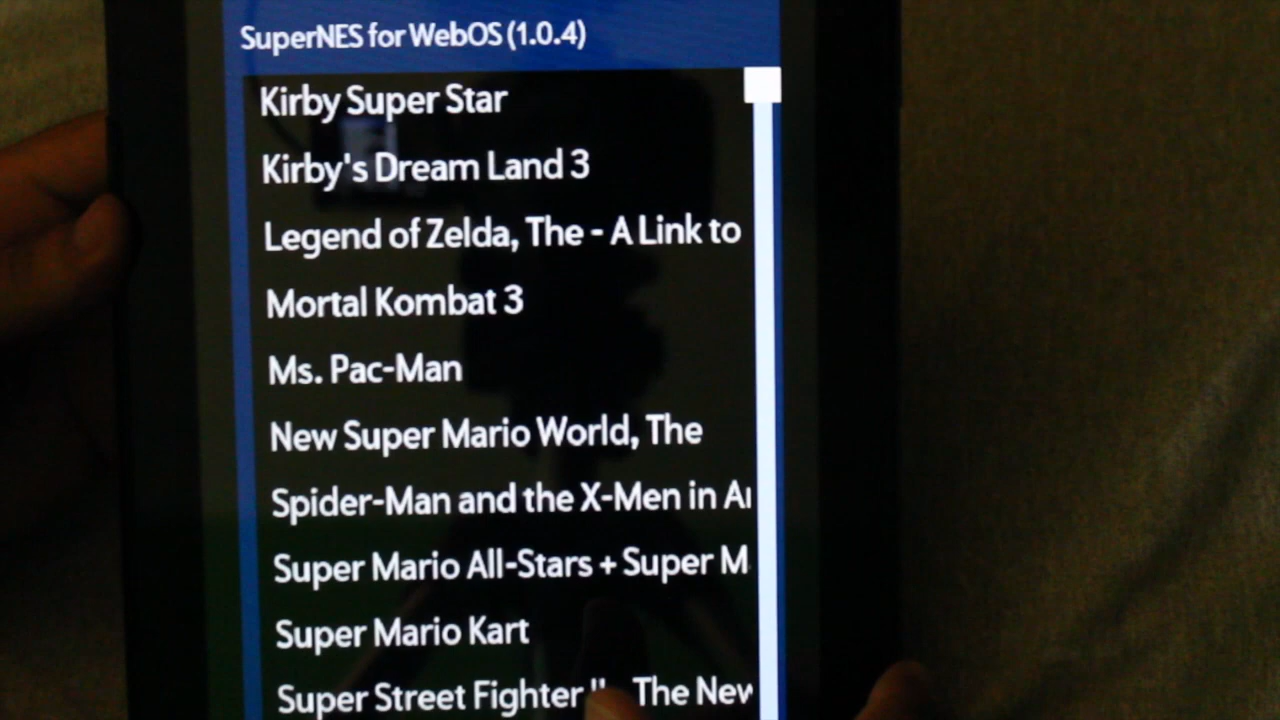 SuperNES for WebOS (1.0.4)
Kirby Super Star
Kirby's Dream Land 3
Legend of Zelda, The - A Link to
Mortal Kombat 3
Ms. Pac-Man
New Super Mario World, The
Spider-Man and the X-Men in
Super Mario All-Stars + Super M
Super Mario Kart
Super Street Fighter II - The New